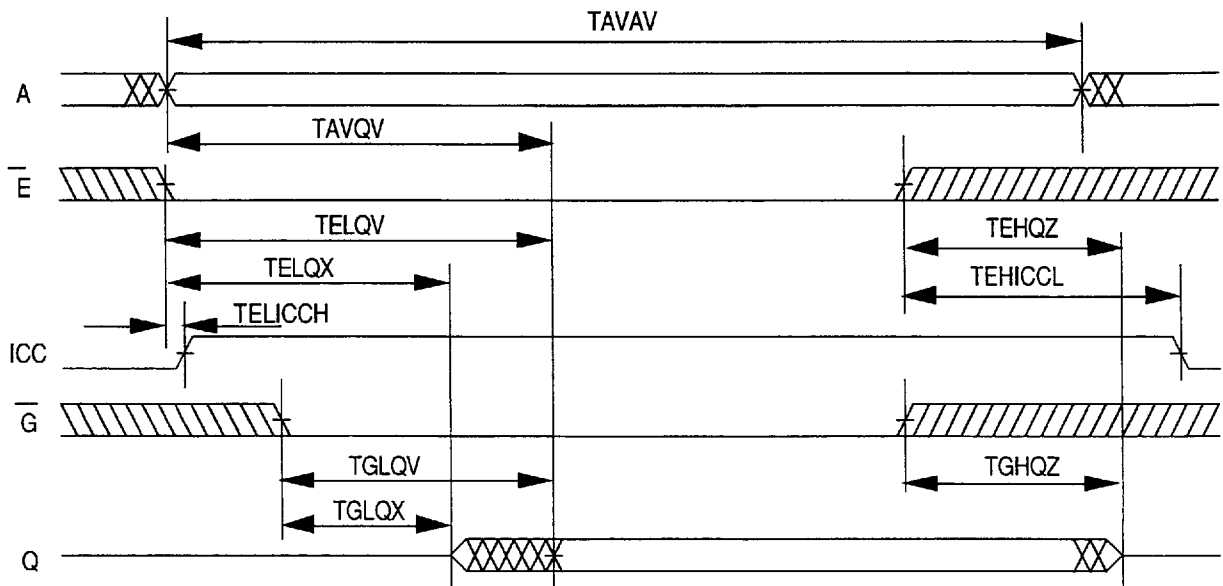 TAVAV
A
TAVQV
E
TELQV
TEHQZ
TELQX
TEHICCL
TELICCH
ICC
G
TGLQV
TGHQZ
TGLQX
Q